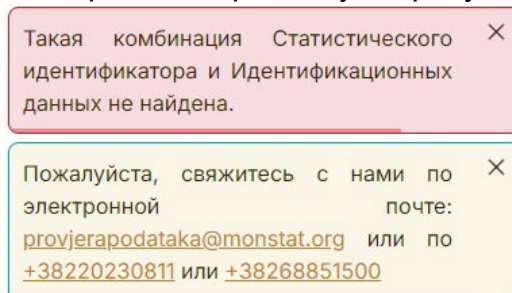 Такая комбинация Статистического
идентификатора и Идентификационных
данных не найдена.
Пожалуйста, свяжитесь с нами по
электронной почте:
provjerapodataka@monstat.org или по
+38220230811 или +38268851500